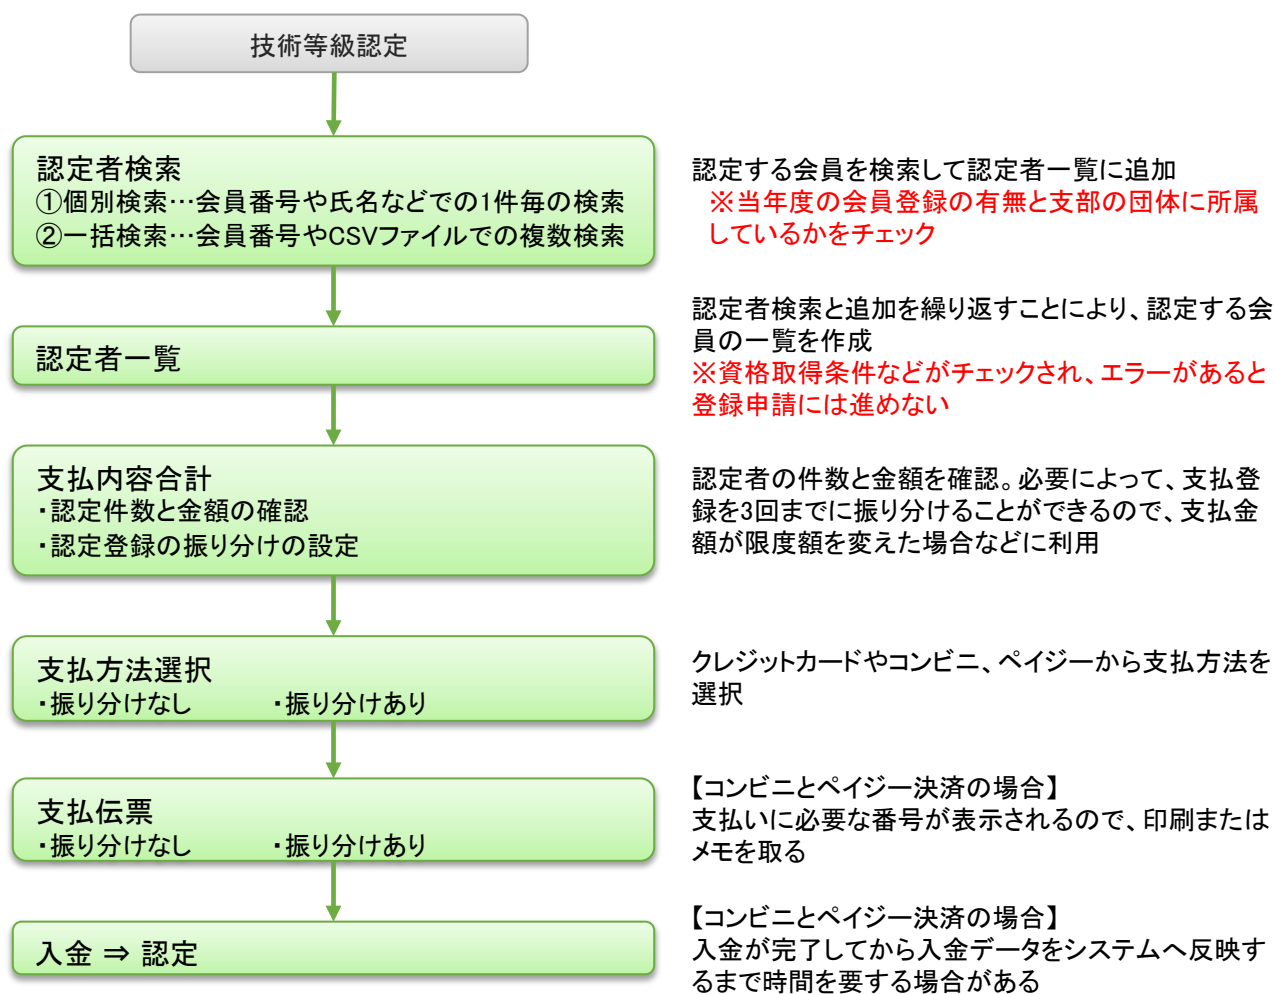 技術等級認定
認定者検索
①個別検索…会員番号や氏名などでの1件毎の検索
②一括検索…会員番号やCSVファイルでの複数検索
認定する会員を検索して認定者一覧に追加
※当年度の会員登録の有無と支部の団体に所属
しているかをチェック
認定者一覧
認定者検索と追加を繰り返すことにより、認定する会
員の一覧を作成
※資格取得条件などがチェックされ、エラーがあると
登録申請には進めない
支払内容合計
・認定件数と金額の確認
・認定登録の振り分けの設定
認定者の件数と金額を確認。必要によって、支払登
録を3回までに振り分けることができるので、支払金
額が限度額を変えた場合などに利用
支払方法選択
・振り分けなし ・振り分けあり
クレジットカードやコンビニ、ペイジーから支払方法を
選択
支払伝票
・振り分けなし ・振り分けあり
【コンビニとペイジー決済の場合】
支払いに必要な番号が表示されるので、印刷または
メモを取る
入金 ⇒ 認定
【コンビニとペイジー決済の場合】
入金が完了してから入金データをシステムへ反映す
るまで時間を要する場合がある